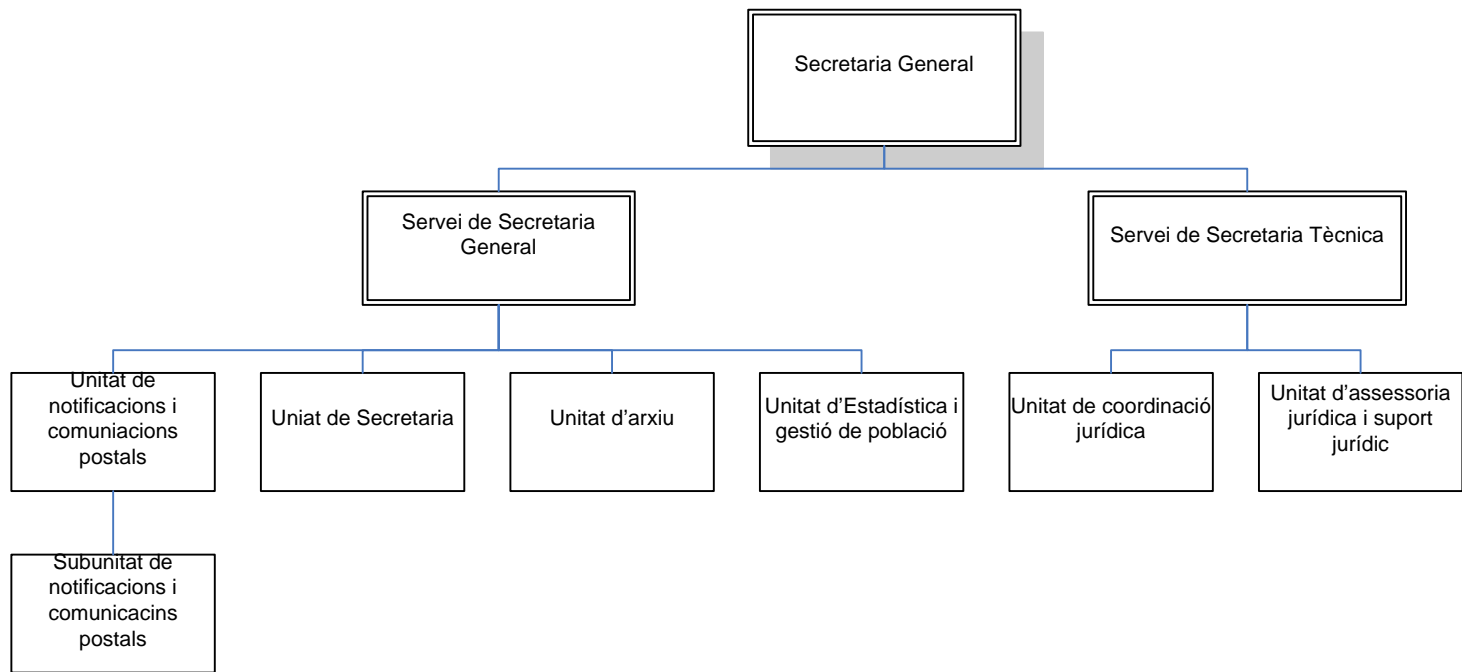 Secretaria General
Servei de Secretaria
General
Servei de Secretaria Tècnica
Unitat de
notificacions i
comuniacions
postals
Uniat de Secretaria
Unitat d’arxiu
Unitat d’Estadística i
gestió de població
Unitat de coordinació
jurídica
Unitat d’assessoria
jurídica i suport
jurídic
Subunitat de
notificacions i
comunicacins
postals